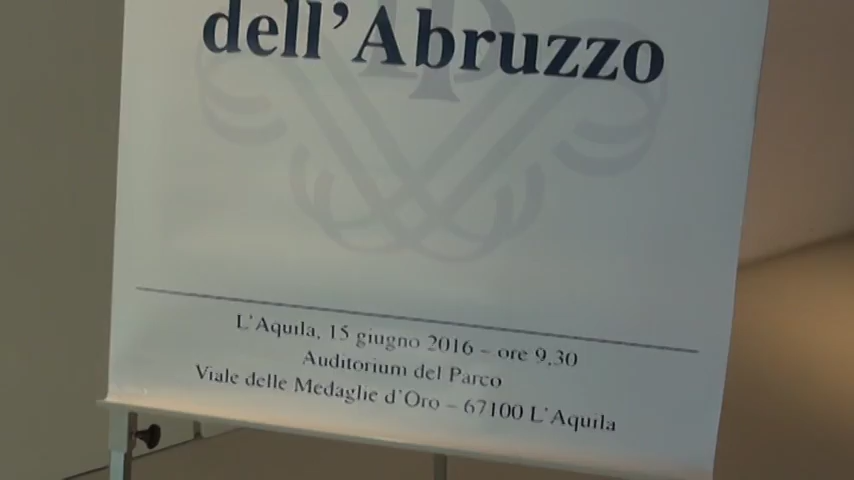 dell'Abruzzo
L'Aquila, 15 giugno 2016 – ore 9,30
Auditorium del Parco
Viale delle Medaglie d'Oro – 67100 L'Aquila